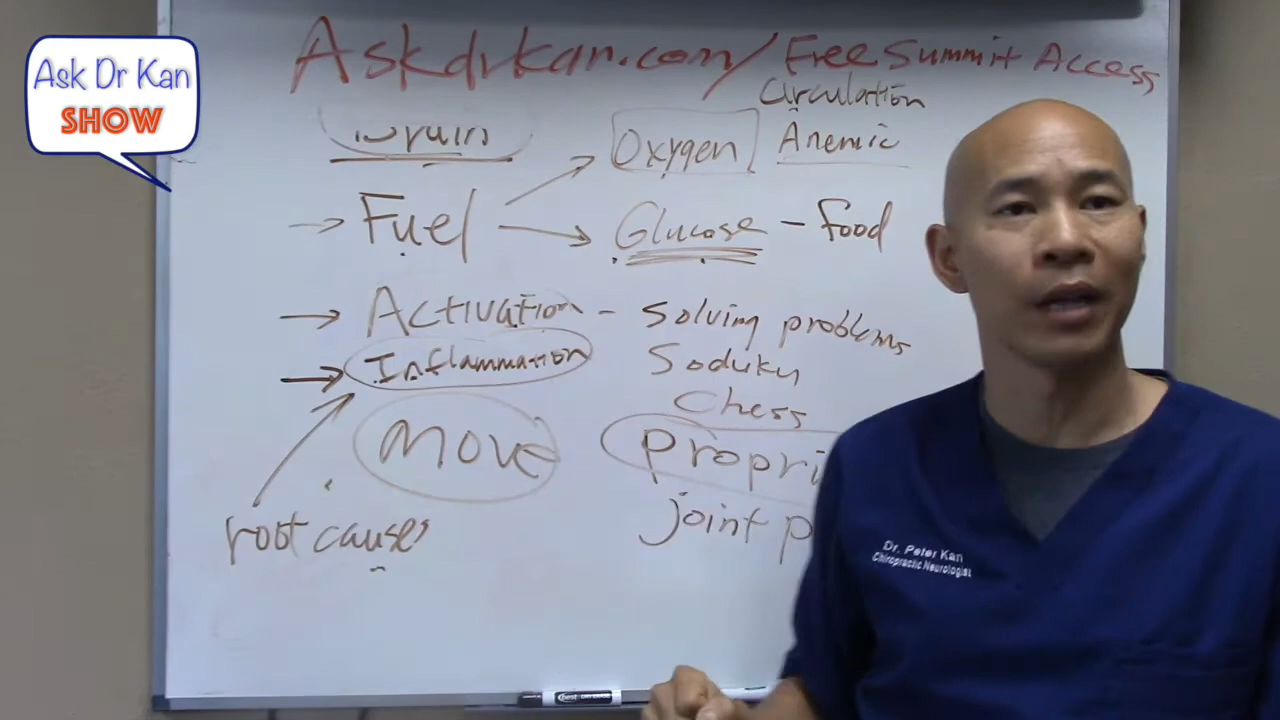 Ask Dr Kan
SHOW
Askdrkan.com/Free Summit Access
Circulation
Brain
Oxygen
Anemic
→ Fuel
Glucose - food
→ Activation - Solving problems
→ Inflammation
Soduku
Chess
Move
propri
joint p
root causes
Dr. Peter Kan
Chiropractic Neurologist